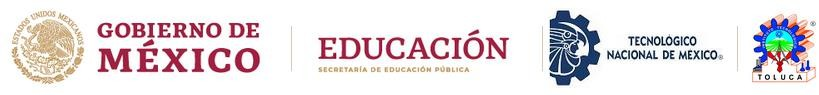 ESTADOS UNIDOS MEXICANOS
GOBIERNO DE
MÉXICO
EDUCACIÓN
SECRETARÍA DE EDUCACIÓN PÚBLICA
TECNOLÓGICO
NACIONAL DE MÉXICO®
®
TOLUCA